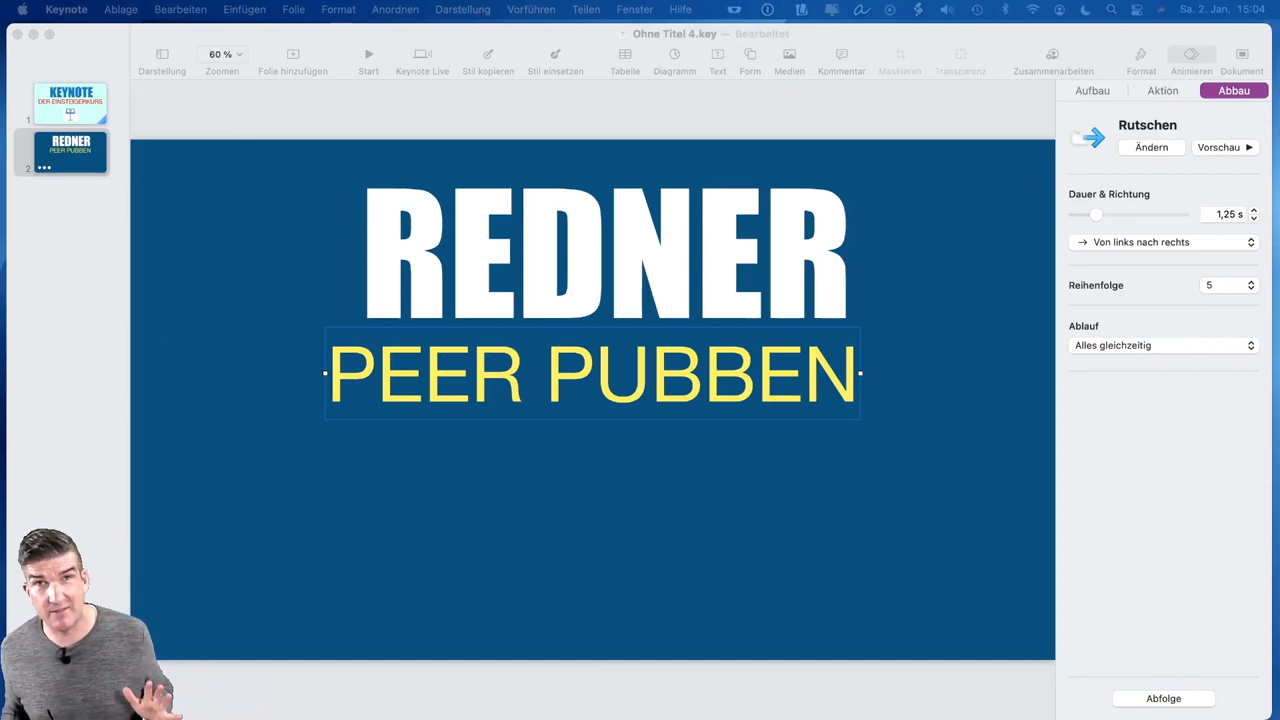 Keynote Ablage Bearbeiten Einfügen Folie Format Anordnen Darstellung Vorführen Teilen Fenster Hilfe Sa. 2. Jan. 15:04
Ohne Titel 4.key — Bearbeitet
60 %
Darstellung Zoomen Folie hinzufügen Start Keynote Live Stil kopieren Stil einsetzen Tabelle Diagramm Text Form Medien Kommentar Maskieren Transparenz Zusammenarbeiten Format Animieren Dokument
Aufbau Aktion Abbau
KEYNOTE
DER EINSTEIGERKURS
1
REDNER
PEER PUBBEN
2
REDNER
PEER PUBBEN
Rutschen
Ändern Vorschau
Dauer & Richtung
1,25 s
Von links nach rechts
Reihenfolge 5
Ablauf
Alles gleichzeitig
Abfolge